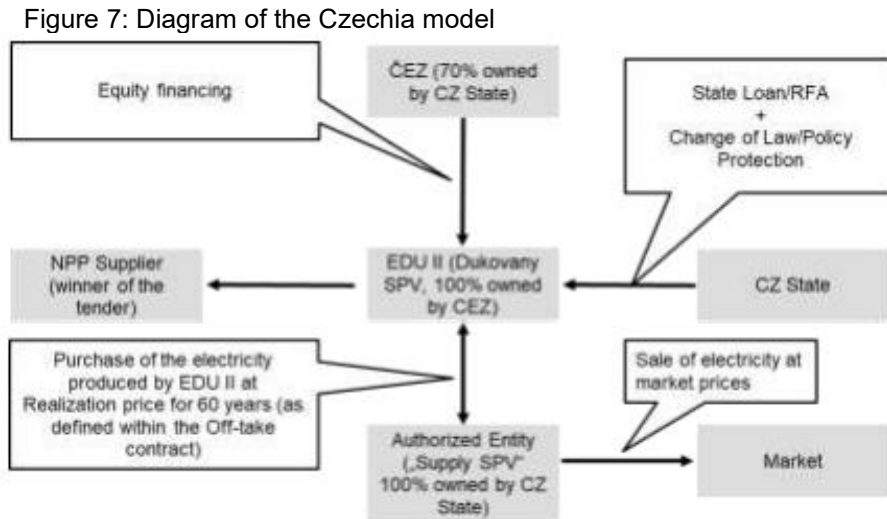 Figure 7: Diagram of the Czechia model
Equity financing
ČEZ (70% owned
by CZ State)
State Loan/RFA
+
Change of Law/Policy
Protection
NPP Supplier
(winner of the
tender)
EDU II (Dukovany
SPV, 100% owned
by CEZ)
CZ State
Purchase of the electricity
produced by EDU II at
Realization price for 60 years (as
defined within the Off-take
contract)
Sale of electricity at
market prices
Authorized Entity
(„Supply SPV"
100% owned by CZ
State)
Market